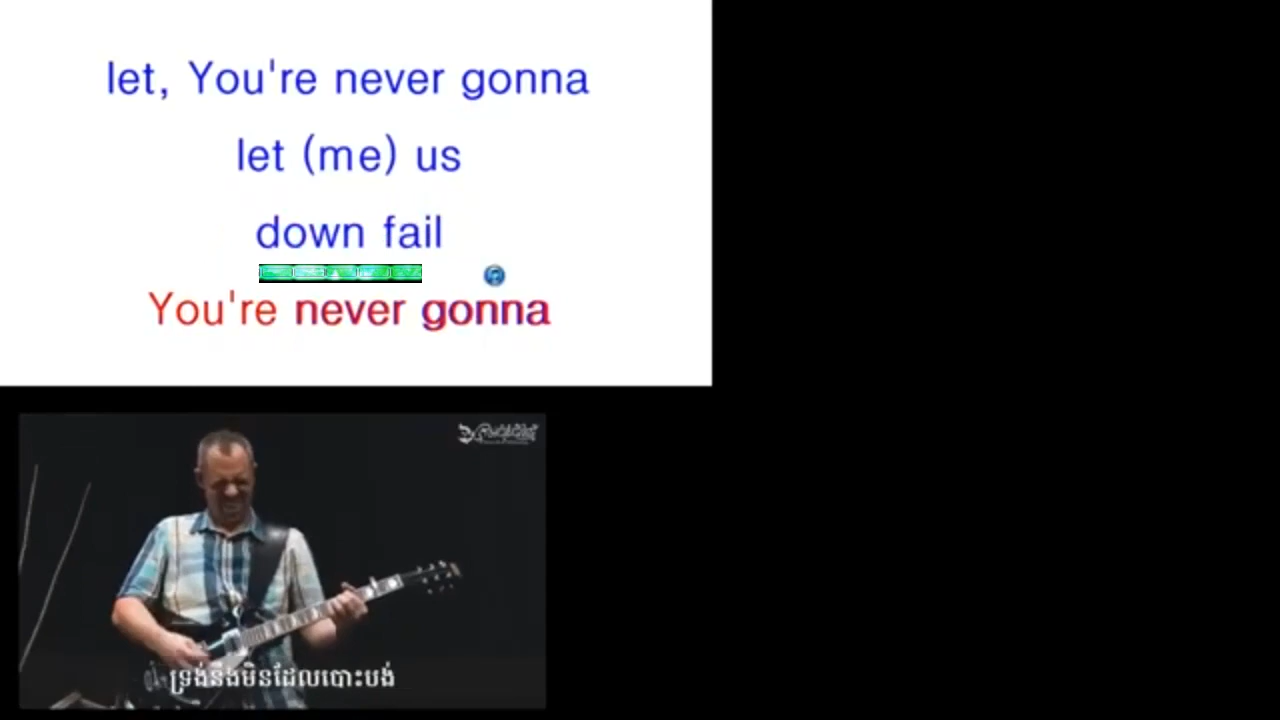 let, You're never gonna
let (me) us
down fail
You're never gonna
ទ្រង់នឹងមិនដែលបោះបង់